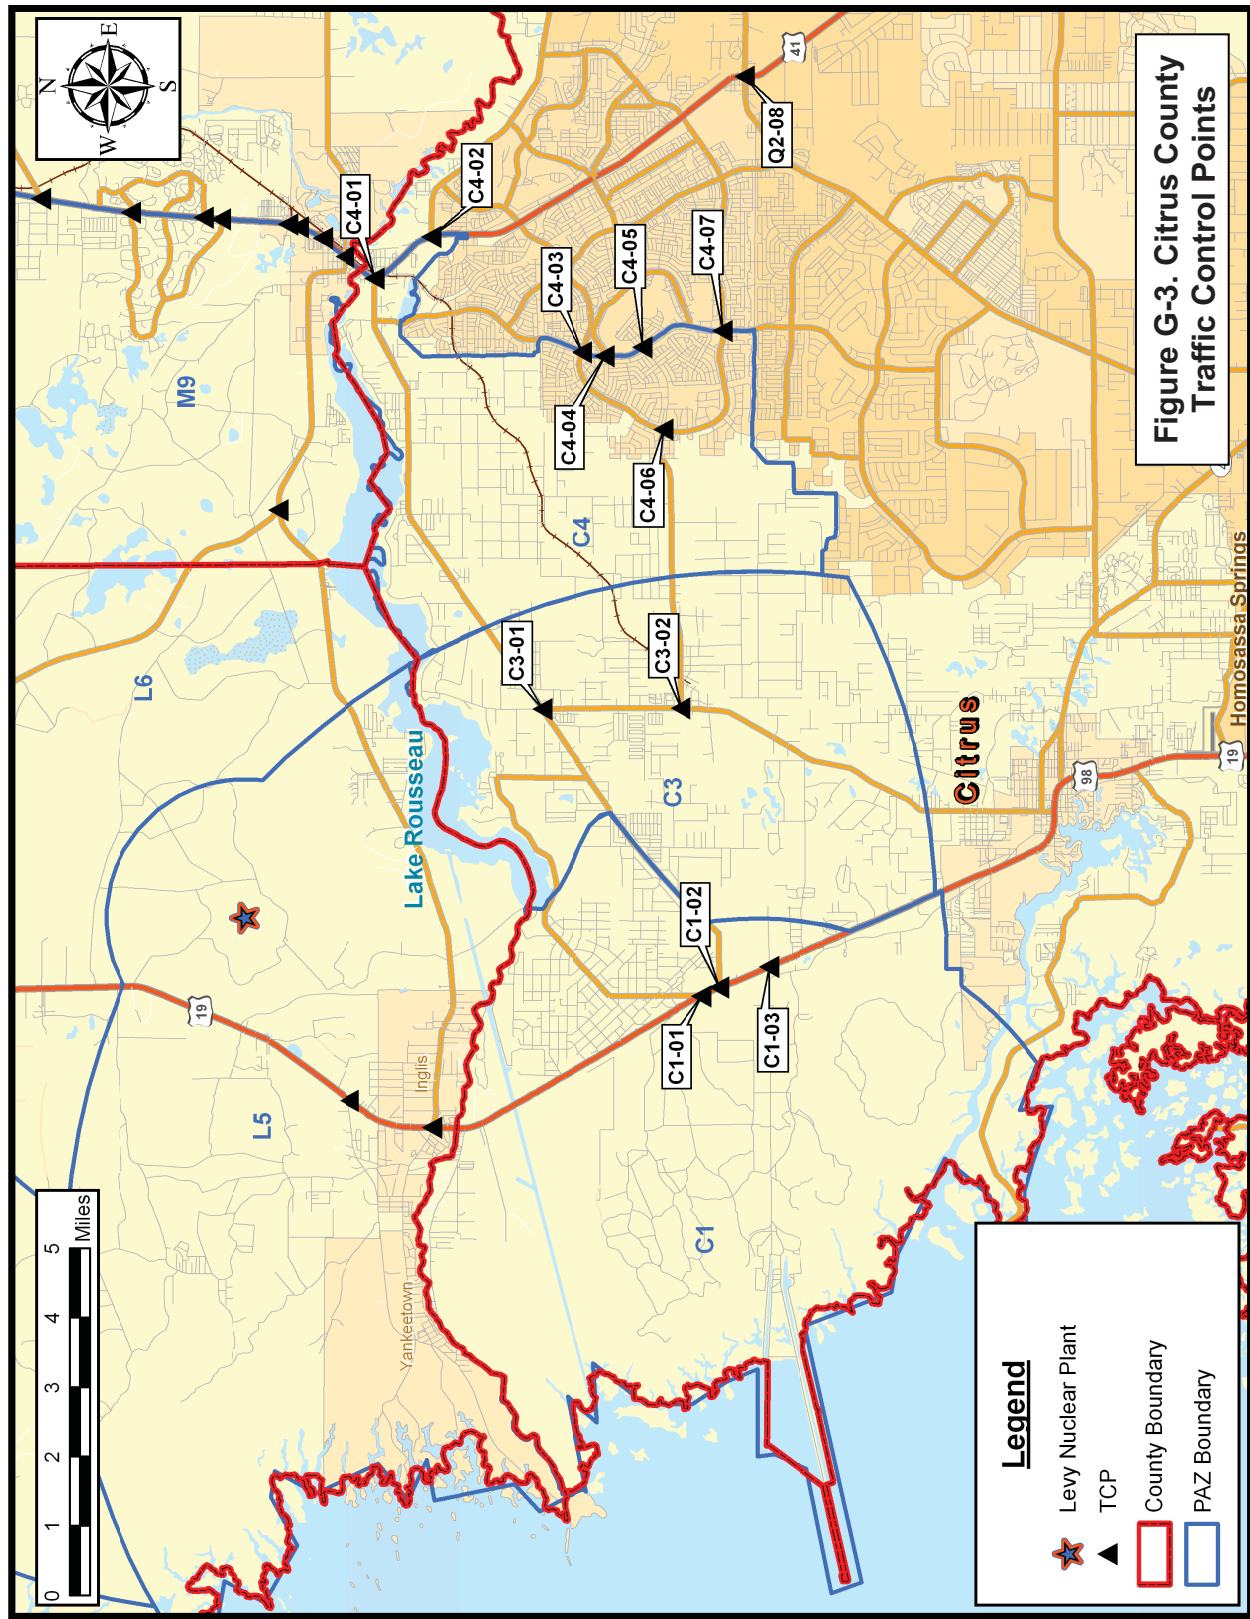 N
E
S
W
41
Q2-08
C4-02
C4-01
Figure G-3. Citrus County
Traffic Control Points
C4-07
C4-05
C4-03
C4-04
C4-06
M9
C4
L6
C3-01
C3-02
Lake Rousseau
C3
Citrus
Homosassa Springs
98
19
4
C1-02
C1-01
C1-03
19
Inglis
L5
C1
Yankeetown
0 1 2 3 4 5
Miles
Legend
Levy Nuclear Plant
TCP
County Boundary
PAZ Boundary